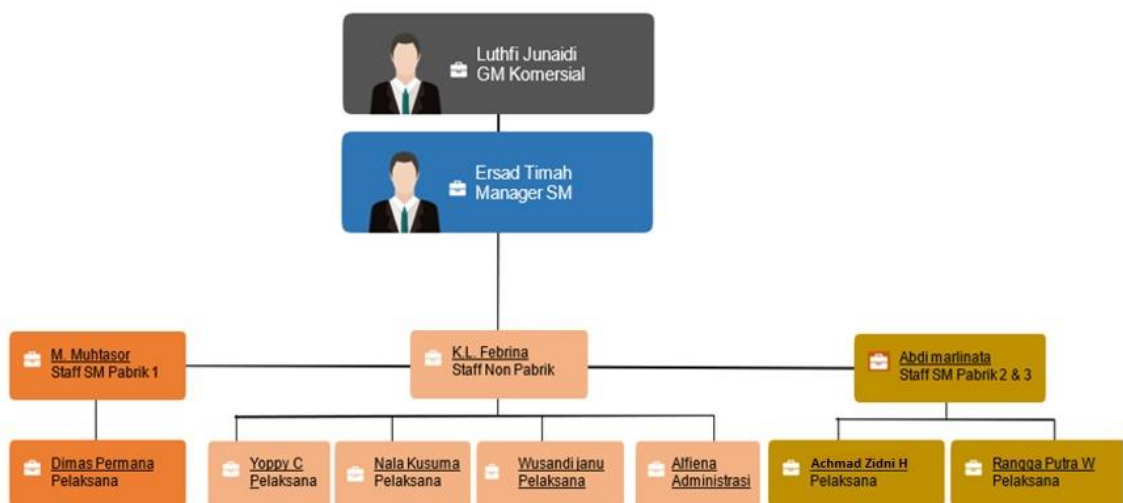 Luthfi Junaidi
GM Komersial
Ersad Timah
Manager SM
M. Muhtasor
Staff SM Pabrik 1
K.L. Febrina
Staff Non Pabrik
Abdi marlinata
Staff SM Pabrik 2 & 3
Dimas Permana
Pelaksana
Yoppy C
Pelaksana
Nala Kusuma
Pelaksana
Wusandi janu
Pelaksana
Alfiena
Administrasi
Achmad Zidni H
Pelaksana
Rangga Putra W
Pelaksana